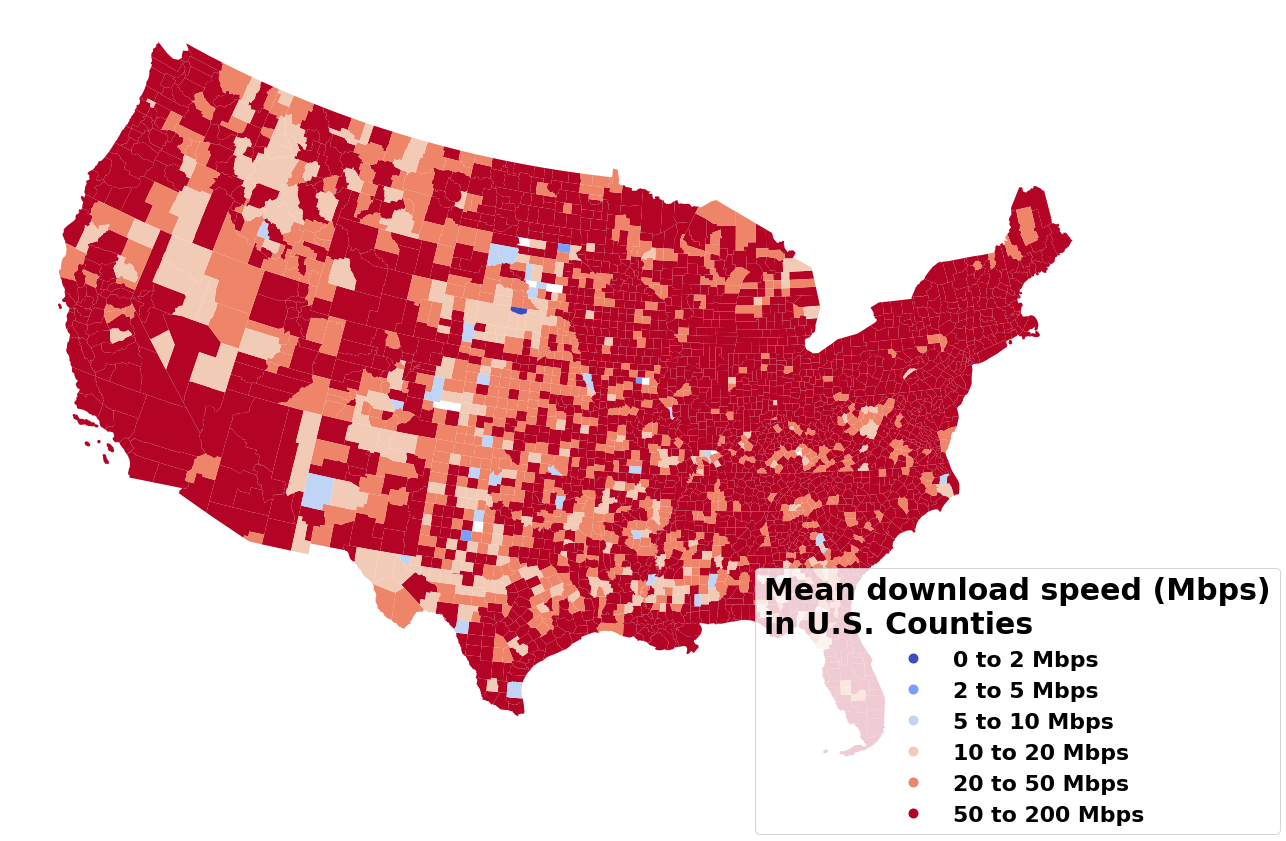 Mean download speed (Mbps)
in U.S. Counties
0 to 2 Mbps
2 to 5 Mbps
5 to 10 Mbps
10 to 20 Mbps
20 to 50 Mbps
50 to 200 Mbps